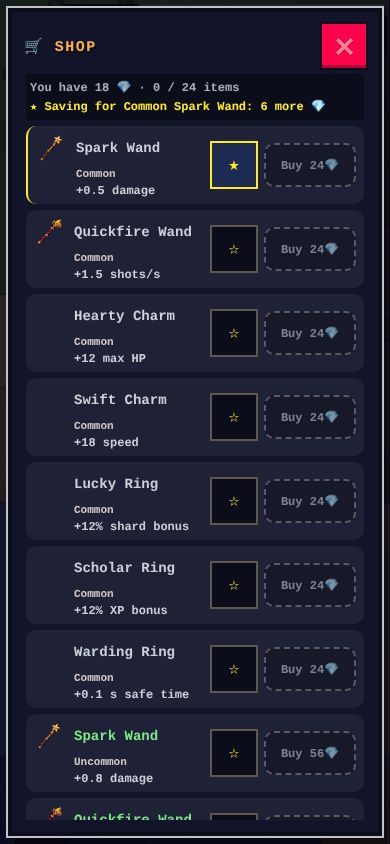 🛒 SHOP
You have 18 💎 · 0 / 24 items
★ Saving for Common Spark Wand: 6 more 💎
Spark Wand
Common
+0.5 damage
★
Buy 24💎
Quickfire Wand
Common
+1.5 shots/s
☆
Buy 24💎
Hearty Charm
Common
+12 max HP
☆
Buy 24💎
Swift Charm
Common
+18 speed
☆
Buy 24💎
Lucky Ring
Common
+12% shard bonus
☆
Buy 24💎
Scholar Ring
Common
+12% XP bonus
☆
Buy 24💎
Warding Ring
Common
+0.1 s safe time
☆
Buy 24💎
Spark Wand
Uncommon
+0.8 damage
☆
Buy 56💎
Quickfire Wand